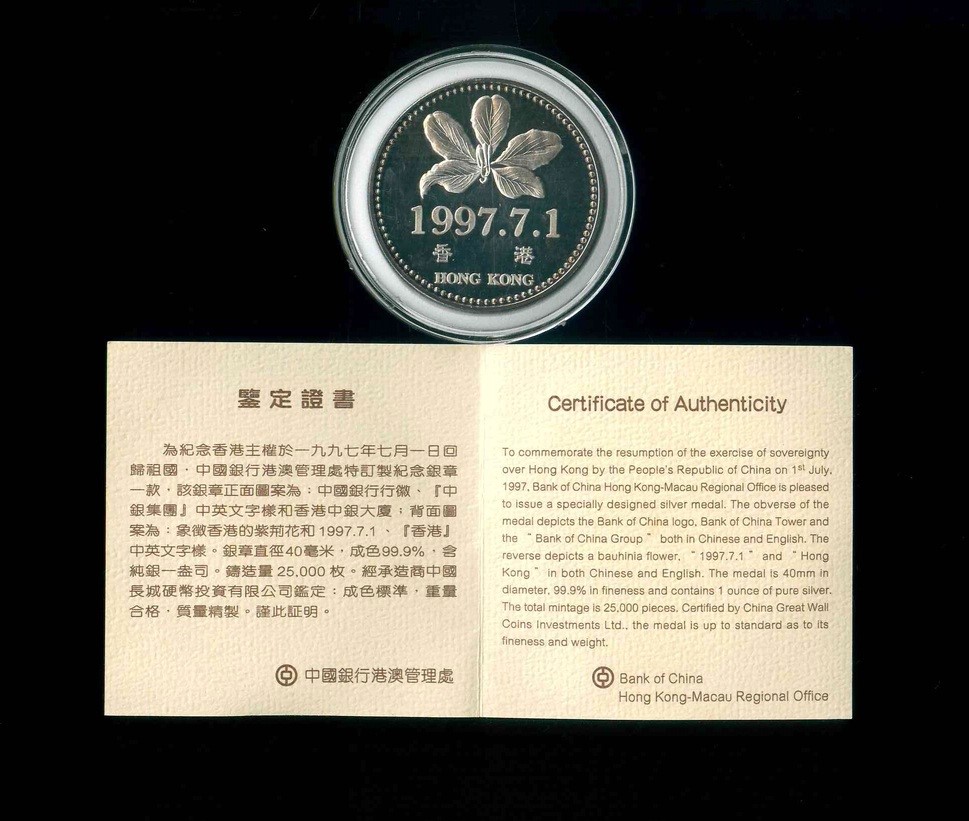 1997.7.1
香 港
HONG KONG
鑒定證書
為紀念香港主權於一九九七年七月一日回
歸祖國，中國銀行港澳管理處特訂製紀念銀章
一款，該銀章正面圖案為：中國銀行行徽、『中
銀集團』中英文字樣和香港中銀大廈；背面圖
案為：象徵香港的紫荊花和 1997.7.1 、『香港』
中英文字樣。銀章直徑40毫米，成色99.9%，含
純銀一盎司。鑄造量 25,000 枚。經承造商中國
長城硬幣投資有限公司鑑定：成色標準，重量
合格，質量精製。謹此証明。
中國銀行港澳管理處
Certificate of Authenticity
To commemorate the resumption of the exercise of sovereignty
over Hong Kong by the People's Republic of China on 1st July,
1997, Bank of China Hong Kong-Macau Regional Office is pleased
to issue a specially designed silver medal. The obverse of the
medal depicts the Bank of China logo, Bank of China Tower and
the "Bank of China Group" both in Chinese and English. The
reverse depicts a bauhinia flower, "1997.7.1" and "Hong
Kong" in both Chinese and English. The medal is 40mm in
diameter, 99.9% in fineness and contains 1 ounce of pure silver.
The total mintage is 25,000 pieces. Certified by China Great Wall
Coins Investments Ltd., the medal is up to standard as to its
fineness and weight.
Bank of China
Hong Kong-Macau Regional Office